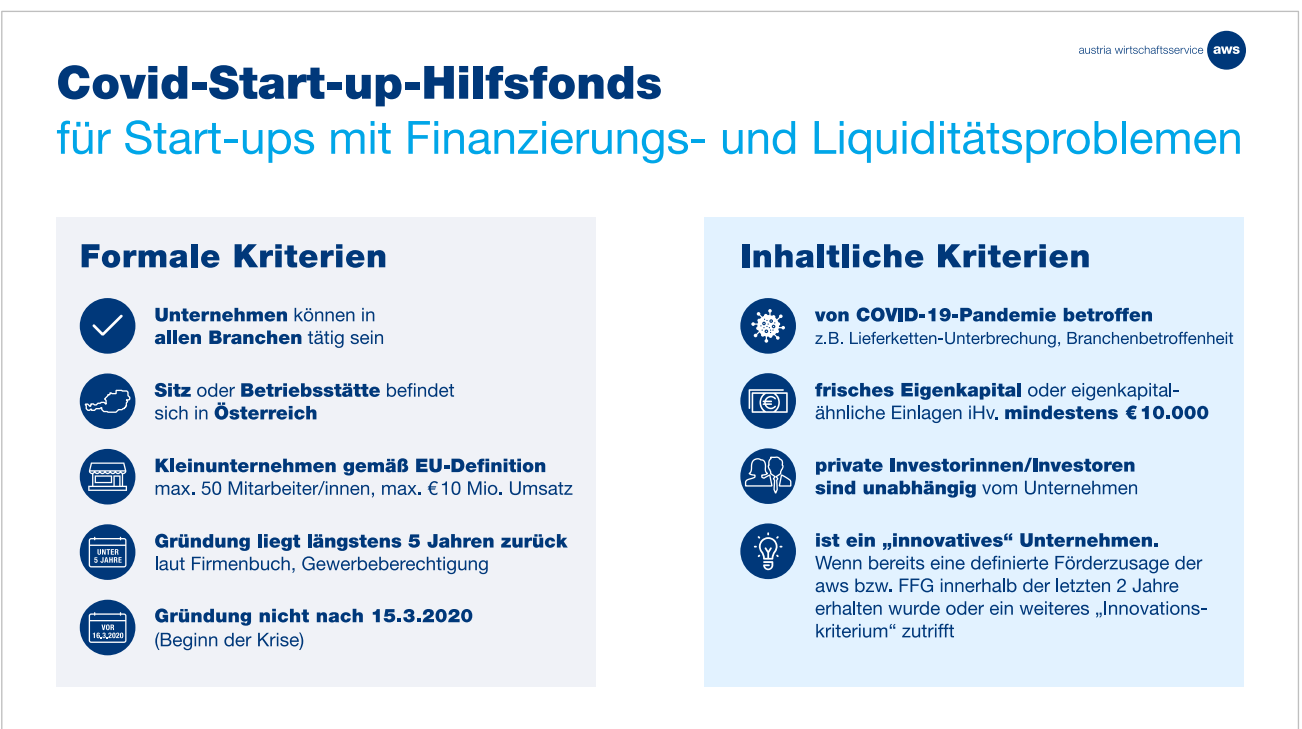 austria wirtschaftsservice aws
Covid-Start-up-Hilfsfonds
für Start-ups mit Finanzierungs- und Liquiditätsproblemen
Formale Kriterien
Unternehmen können in
allen Branchen tätig sein
Sitz oder Betriebsstätte befindet
sich in Österreich
Kleinunternehmen gemäß EU-Definition
max. 50 Mitarbeiter/innen, max. €10 Mio. Umsatz
UNTER
5 JAHRE
Gründung liegt längstens 5 Jahren zurück
laut Firmenbuch, Gewerbeberechtigung
VOR
16.3.2020
Gründung nicht nach 15.3.2020
(Beginn der Krise)
Inhaltliche Kriterien
von COVID-19-Pandemie betroffen
z.B. Lieferketten-Unterbrechung, Branchenbetroffenheit
€
frisches Eigenkapital oder eigenkapital-
ähnliche Einlagen iHv. mindestens €10.000
private Investorinnen/Investoren
sind unabhängig vom Unternehmen
ist ein „innovatives“ Unternehmen.
Wenn bereits eine definierte Förderzusage der
aws bzw. FFG innerhalb der letzten 2 Jahre
erhalten wurde oder ein weiteres „Innovations-
kriterium“ zutrifft